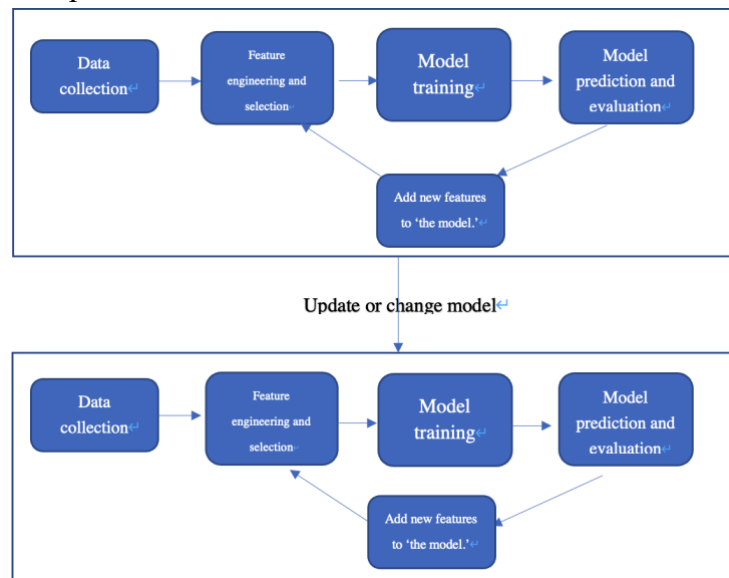 Data
collection↵
Feature
engineering and
selection↵
Model
training↵
Model
prediction and
evaluation↵
Add new features
to ‘the model.’↵
Update or change model↵
Data
collection↵
Feature
engineering and
selection↵
Model
training↵
Model
prediction and
evaluation↵
Add new features
to ‘the model.’↵